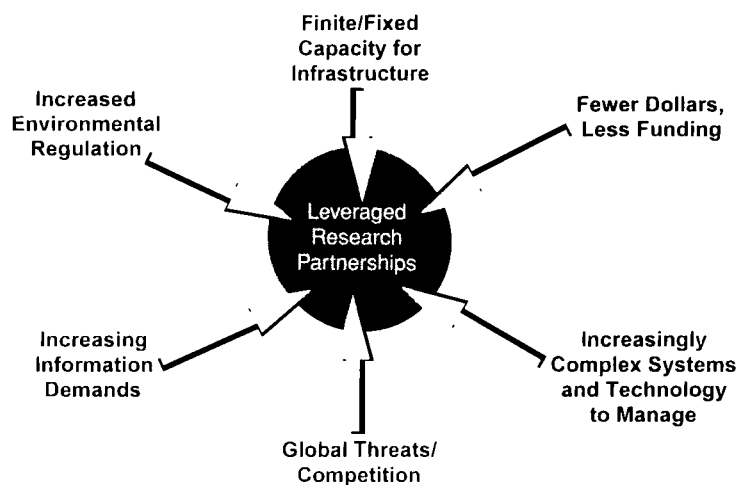 Finite/Fixed
Capacity for
Infrastructure
Increased
Environmental
Regulation
Fewer Dollars,
Less Funding
Leveraged
Research
Partnerships
Increasing
Information
Demands
Increasingly
Complex Systems
and Technology
to Manage
Global Threats/
Competition